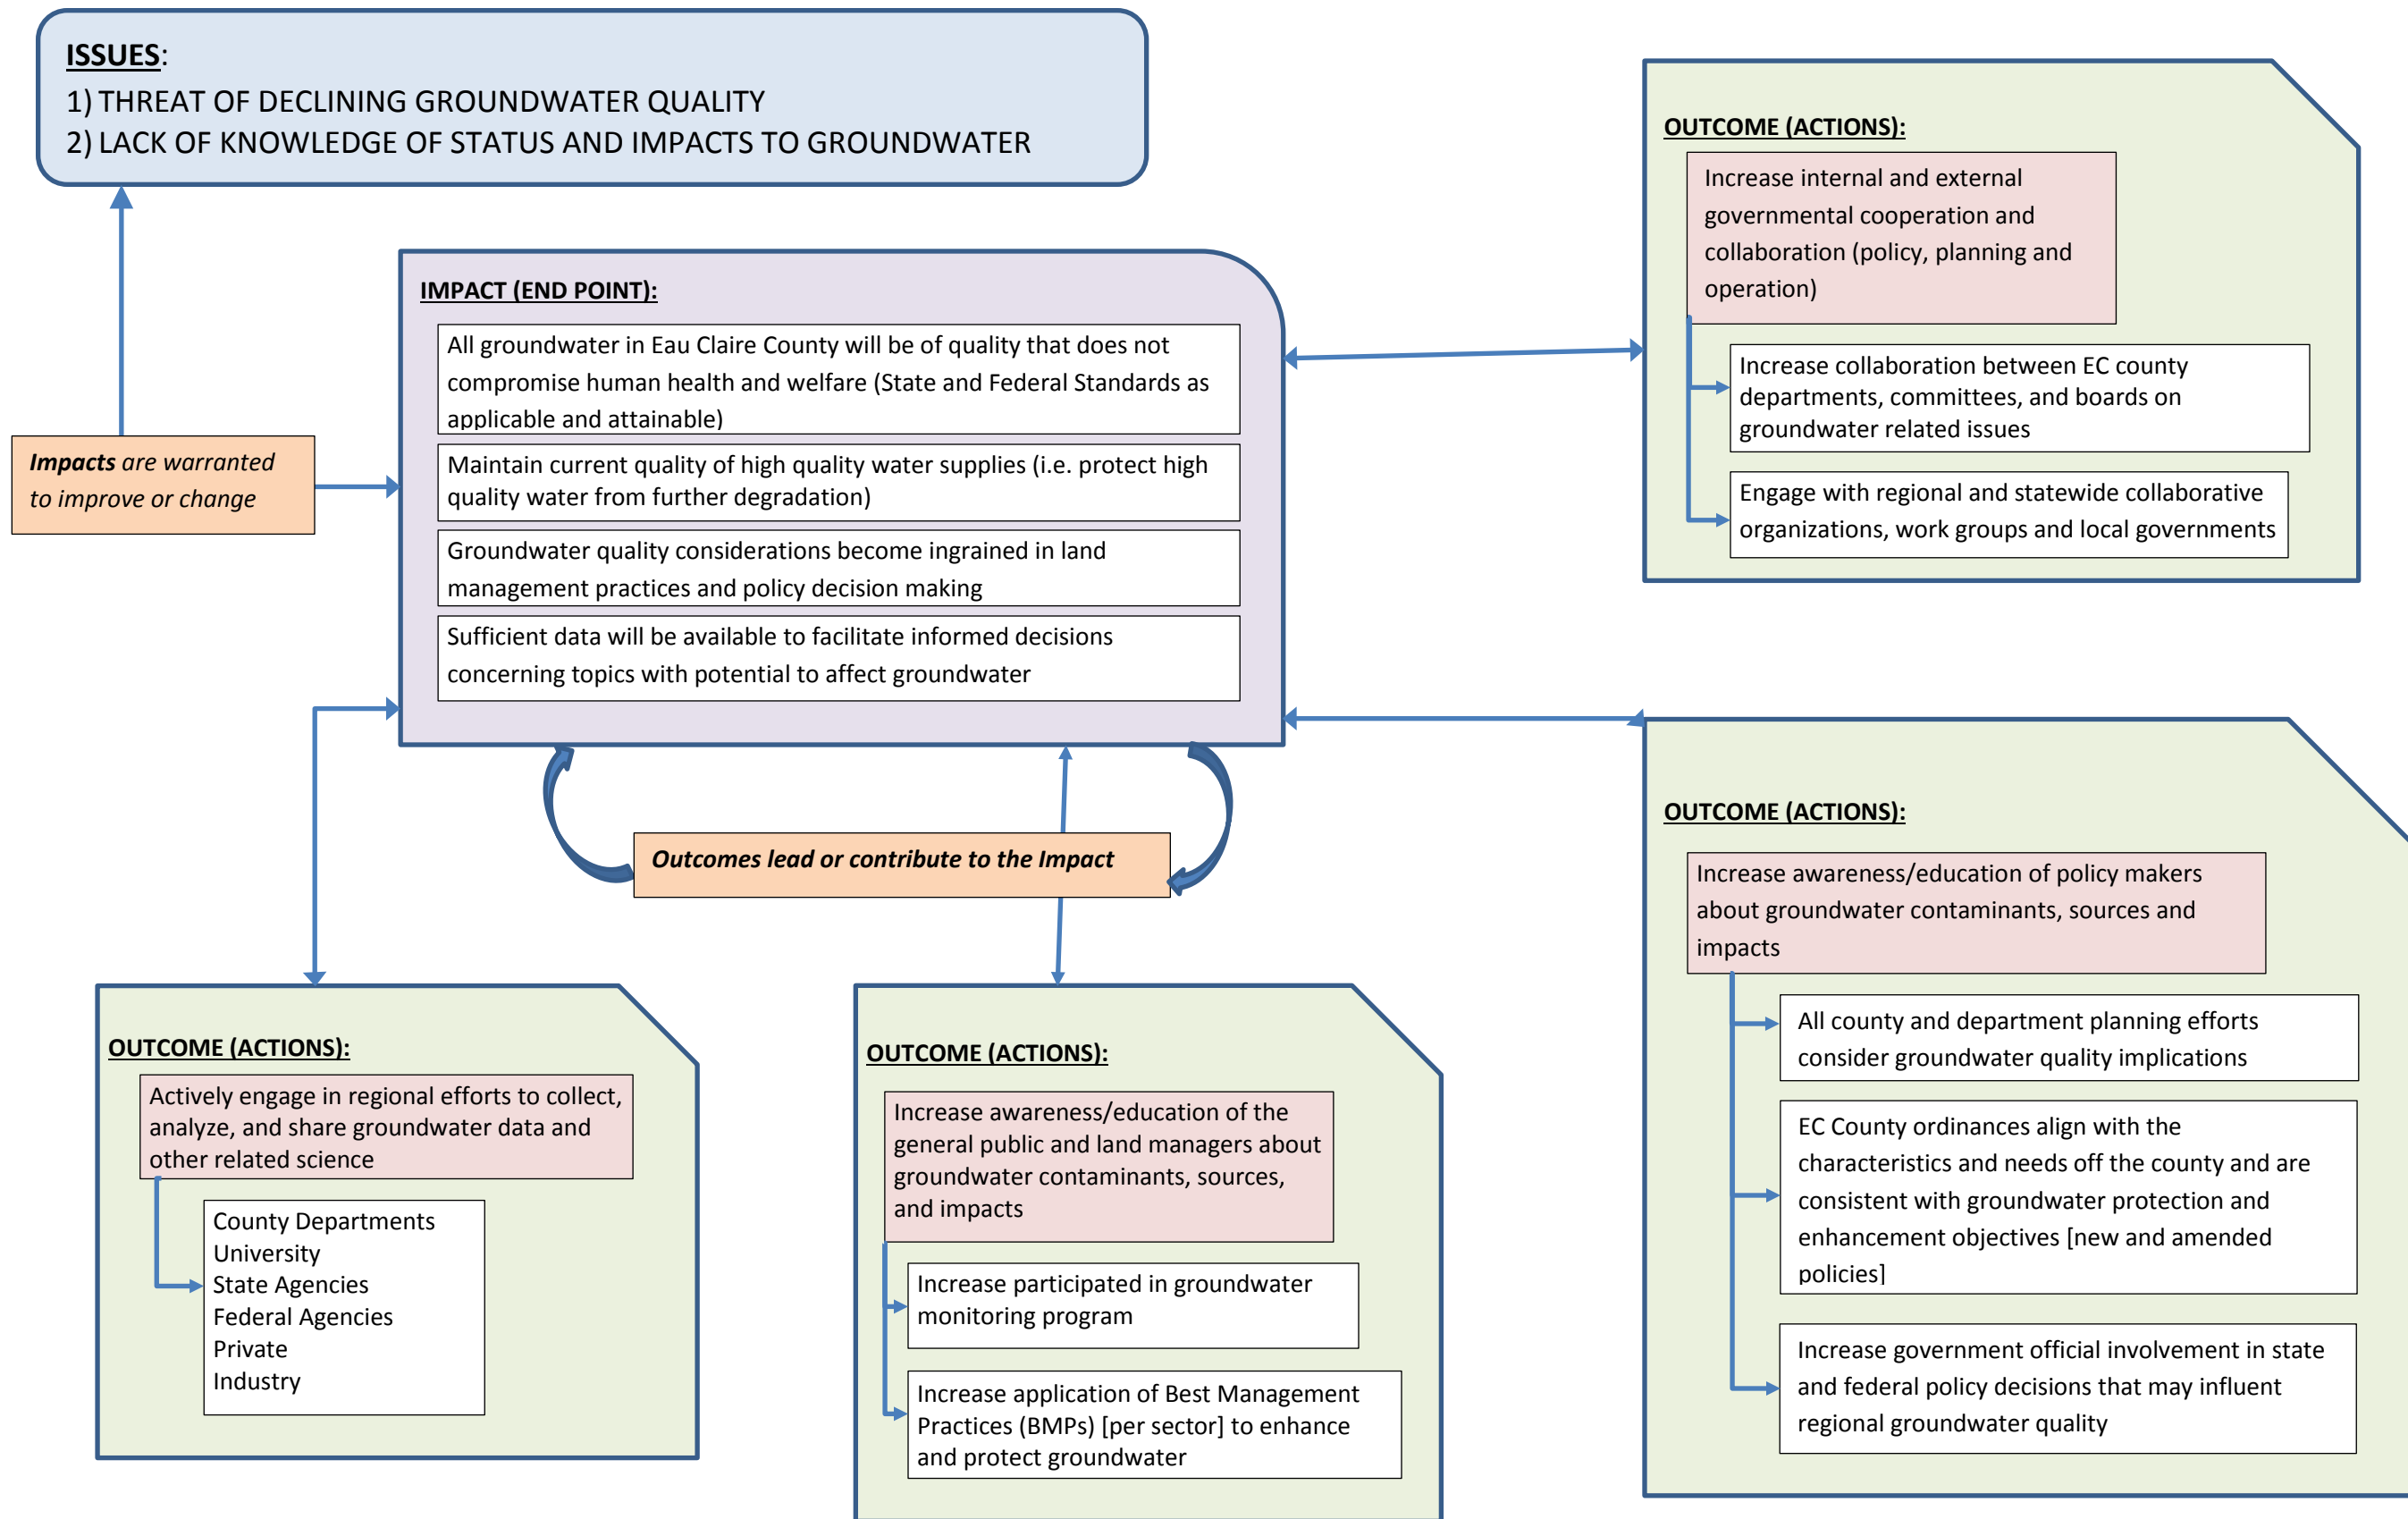 ISSUES:
1) THREAT OF DECLINING GROUNDWATER QUALITY
2) LACK OF KNOWLEDGE OF STATUS AND IMPACTS TO GROUNDWATER
Impacts are warranted
to improve or change
IMPACT (END POINT):
All groundwater in Eau Claire County will be of quality that does not
compromise human health and welfare (State and Federal Standards as
applicable and attainable)
Maintain current quality of high quality water supplies (i.e. protect high
quality water from further degradation)
Groundwater quality considerations become ingrained in land
management practices and policy decision making
Sufficient data will be available to facilitate informed decisions
concerning topics with potential to affect groundwater
Outcomes lead or contribute to the Impact
OUTCOME (ACTIONS):
Increase internal and external
governmental cooperation and
collaboration (policy, planning and
operation)
Increase collaboration between EC county
departments, committees, and boards on
groundwater related issues
Engage with regional and statewide collaborative
organizations, work groups and local governments
OUTCOME (ACTIONS):
Increase awareness/education of policy makers
about groundwater contaminants, sources and
impacts
All county and department planning efforts
consider groundwater quality implications
EC County ordinances align with the
characteristics and needs off the county and are
consistent with groundwater protection and
enhancement objectives [new and amended
policies]
Increase government official involvement in state
and federal policy decisions that may influent
regional groundwater quality
OUTCOME (ACTIONS):
Actively engage in regional efforts to collect,
analyze, and share groundwater data and
other related science
County Departments
University
State Agencies
Federal Agencies
Private
Industry
OUTCOME (ACTIONS):
Increase awareness/education of the
general public and land managers about
groundwater contaminants, sources,
and impacts
Increase participated in groundwater
monitoring program
Increase application of Best Management
Practices (BMPs) [per sector] to enhance
and protect groundwater